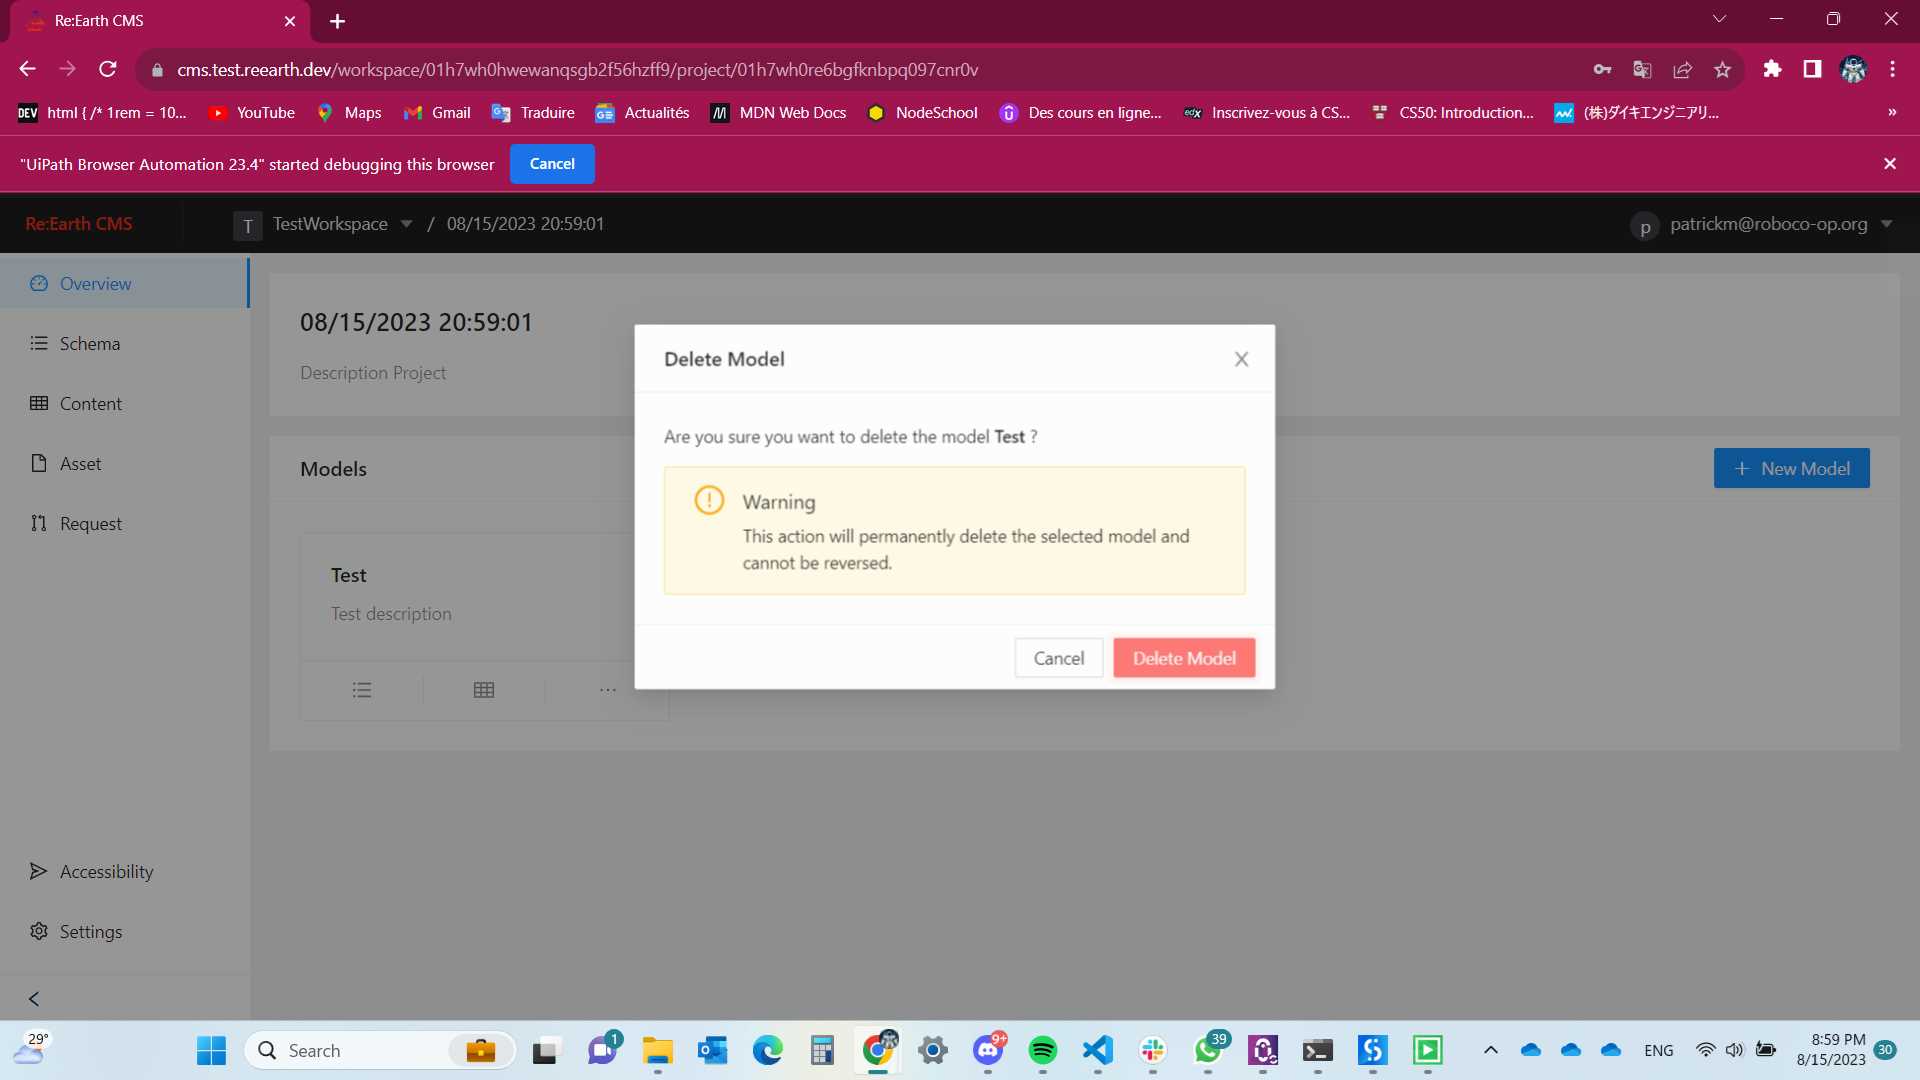 Re:Earth CMS
cms.test.reearth.dev/workspace/01h7wh0hwewanqsgb2f56hzff9/project/01h7wh0re6bgfknbpq097cnr0v
DEV html { /* 1rem = 10... YouTube Maps Gmail Traduire Actualités MDN Web Docs NodeSchool Des cours en ligne... edX Inscrivez-vous à CS... CS50: Introduction... (株)ダイキエンジニアリ... »
"UiPath Browser Automation 23.4" started debugging this browser Cancel
Re:Earth CMS T TestWorkspace / 08/15/2023 20:59:01 p patrickm@roboco-op.org
Overview
Schema
Content
Asset
Request
Accessibility
Settings
08/15/2023 20:59:01
Description Project
Models
+ New Model
Test
Test description
Delete Model
Are you sure you want to delete the model Test ?
Warning
This action will permanently delete the selected model and
cannot be reversed.
Cancel Delete Model
29°
Search
1
9+
39
ENG
8:59 PM
8/15/2023
30